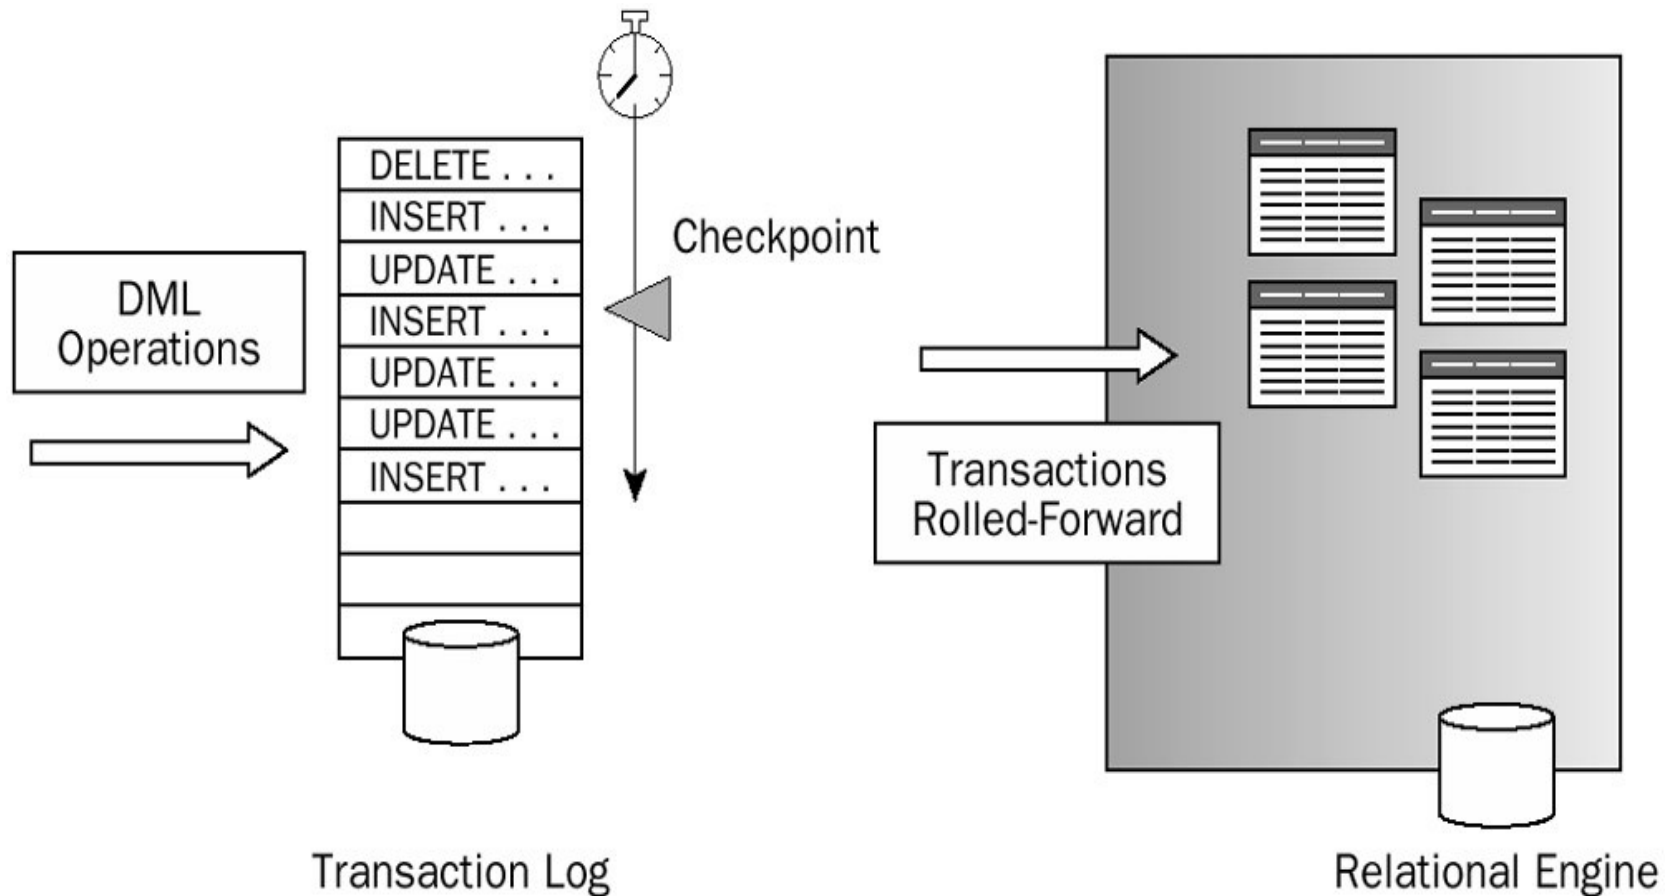 DELETE . . .
INSERT . . .
UPDATE . . .
INSERT . . .
UPDATE . . .
UPDATE . . .
INSERT . . .
Checkpoint
DML
Operations
Transactions
Rolled-Forward
Transaction Log
Relational Engine